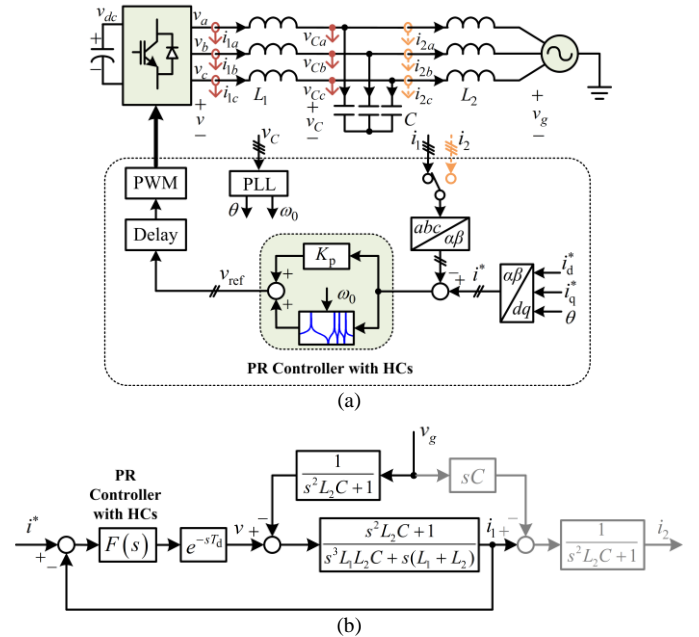 v_dc
+
−
v_a
v_b
v_c
i_1a
i_1b
i_1c
+
v
−
L_1
v_Ca
v_Cb
v_Cc
+
v_C
−
C
i_2a
i_2b
i_2c
L_2
+
v_g
−
PWM
Delay
v_C
PLL
θ
ω_0
i_1
i_2
abc
αβ
v_ref
K_p
+
+
ω_0
− +
i^*
αβ
dq
i_d^*
i_q^*
θ
PR Controller with HCs
(a)
v_g
1
s^2L_2C+1
sC
PR
Controller
with HCs
i^*
+
−
F(s)
e^{-sT_d}
v
+
−
s^2L_2C+1
s^3L_1L_2C+s(L_1+L_2)
i_1
+
−
1
s^2L_2C+1
i_2
(b)